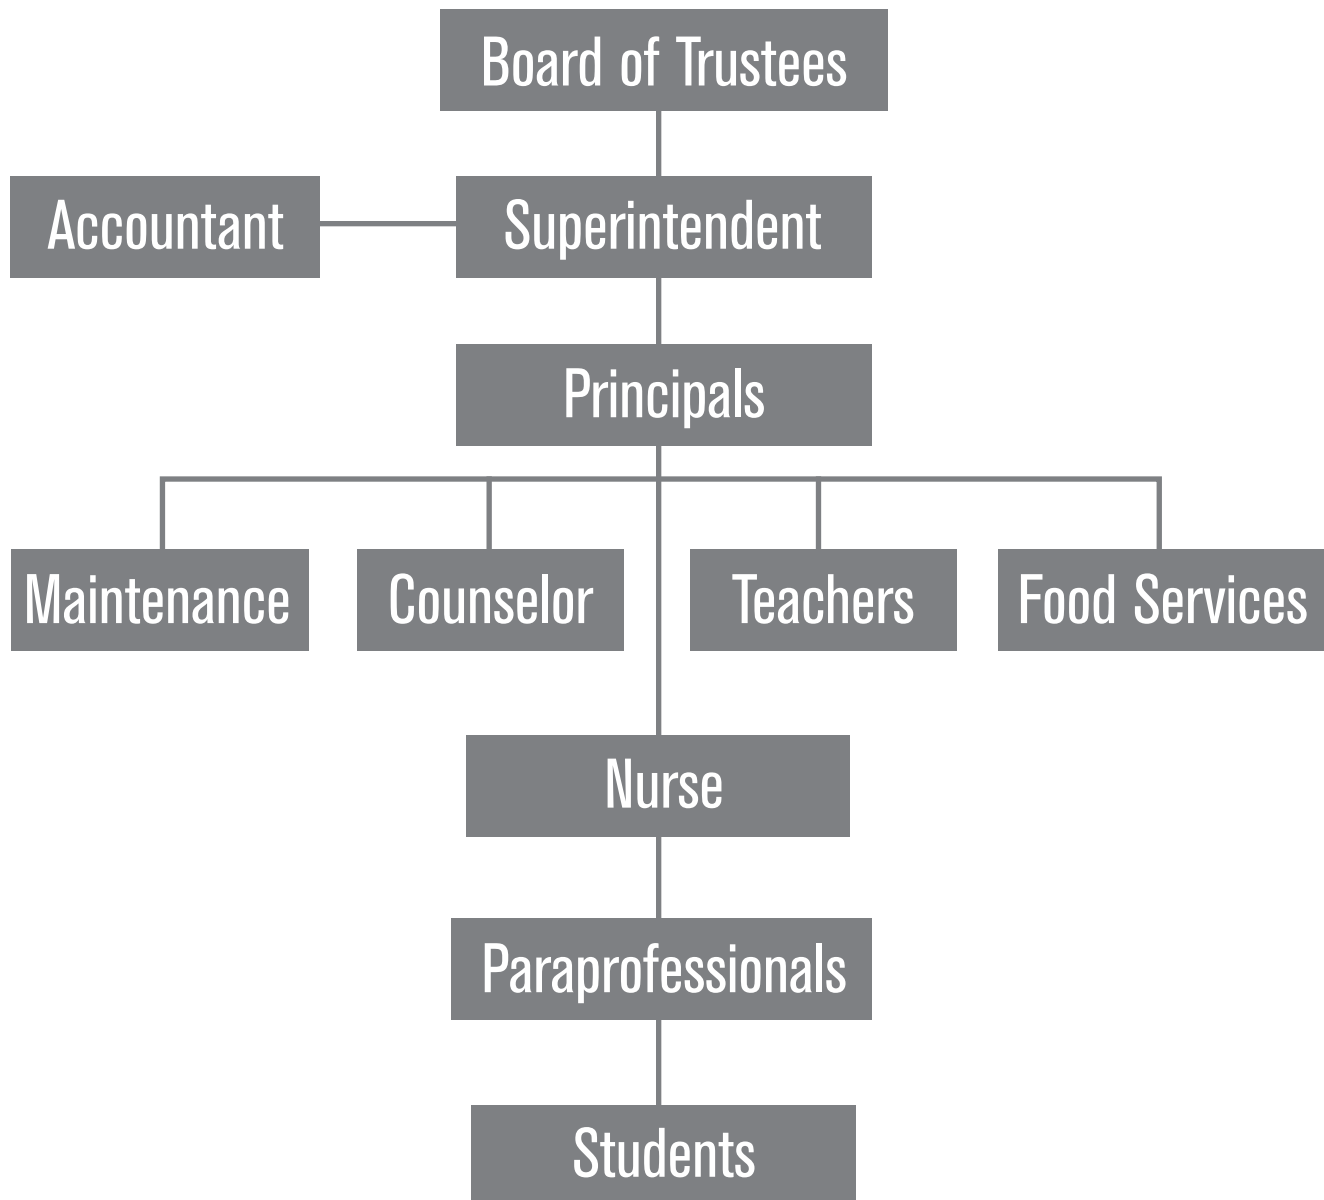 Board of Trustees
Accountant
Superintendent
Principals
Maintenance
Counselor
Teachers
Food Services
Nurse
Paraprofessionals
Students